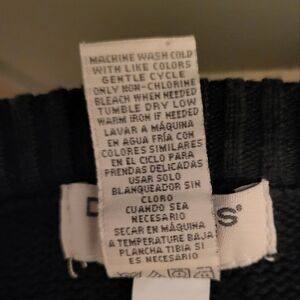 MACHINE WASH COLD
WITH LIKE COLORS
GENTLE CYCLE
ONLY NON-CHLORINE
BLEACH WHEN NEEDED
TUMBLE DRY LOW
WARM IRON IF NEEDED
LAVAR A MÁQUINA
EN AGUA FRÍA CON
COLORES SIMILARES
EN EL CICLO PARA
PRENDAS DELICADAS
USAR SOLO
BLANQUEADOR SIN
CLORO
CUANDO SEA
NECESARIO
SECAR EN MÁQUINA
A TEMPERATURA BAJA
PLANCHA TIBIA SI
ES NECESARIO